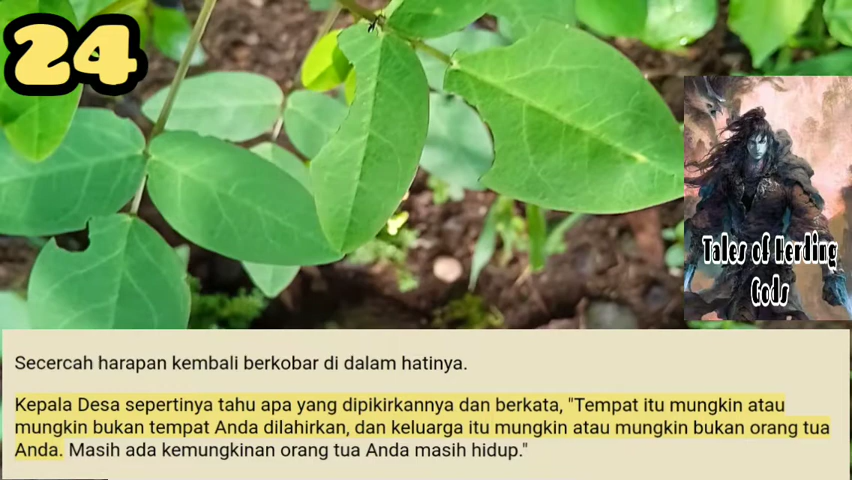 24
Tales of Herding
Gods
Secercah harapan kembali berkobar di dalam hatinya.
Kepala Desa sepertinya tahu apa yang dipikirkannya dan berkata, "Tempat itu mungkin atau
mungkin bukan tempat Anda dilahirkan, dan keluarga itu mungkin atau mungkin bukan orang tua
Anda. Masih ada kemungkinan orang tua Anda masih hidup."